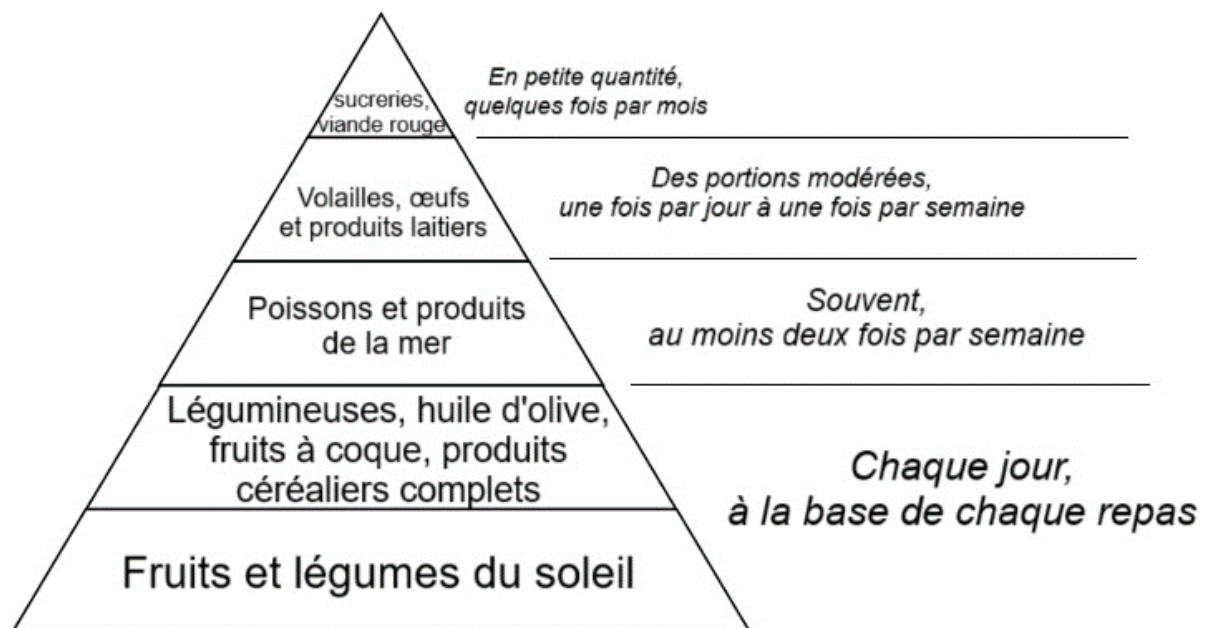 sucreries,
viande rouge
En petite quantité,
quelques fois par mois
Volailles, œufs
et produits laitiers
Des portions modérées,
une fois par jour à une fois par semaine
Poissons et produits
de la mer
Souvent,
au moins deux fois par semaine
Légumineuses, huile d'olive,
fruits à coque, produits
céréaliers complets
Chaque jour,
à la base de chaque repas
Fruits et légumes du soleil